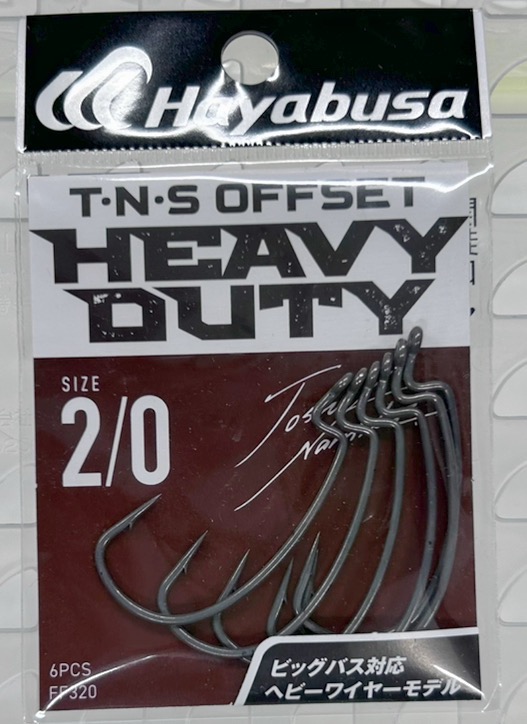 Hayabusa
T·N·S OFFSET
HEAVY
DUTY
SIZE
2/0
6PCS
FF320
ビッグバス対応
ヘビーワイヤーモデル